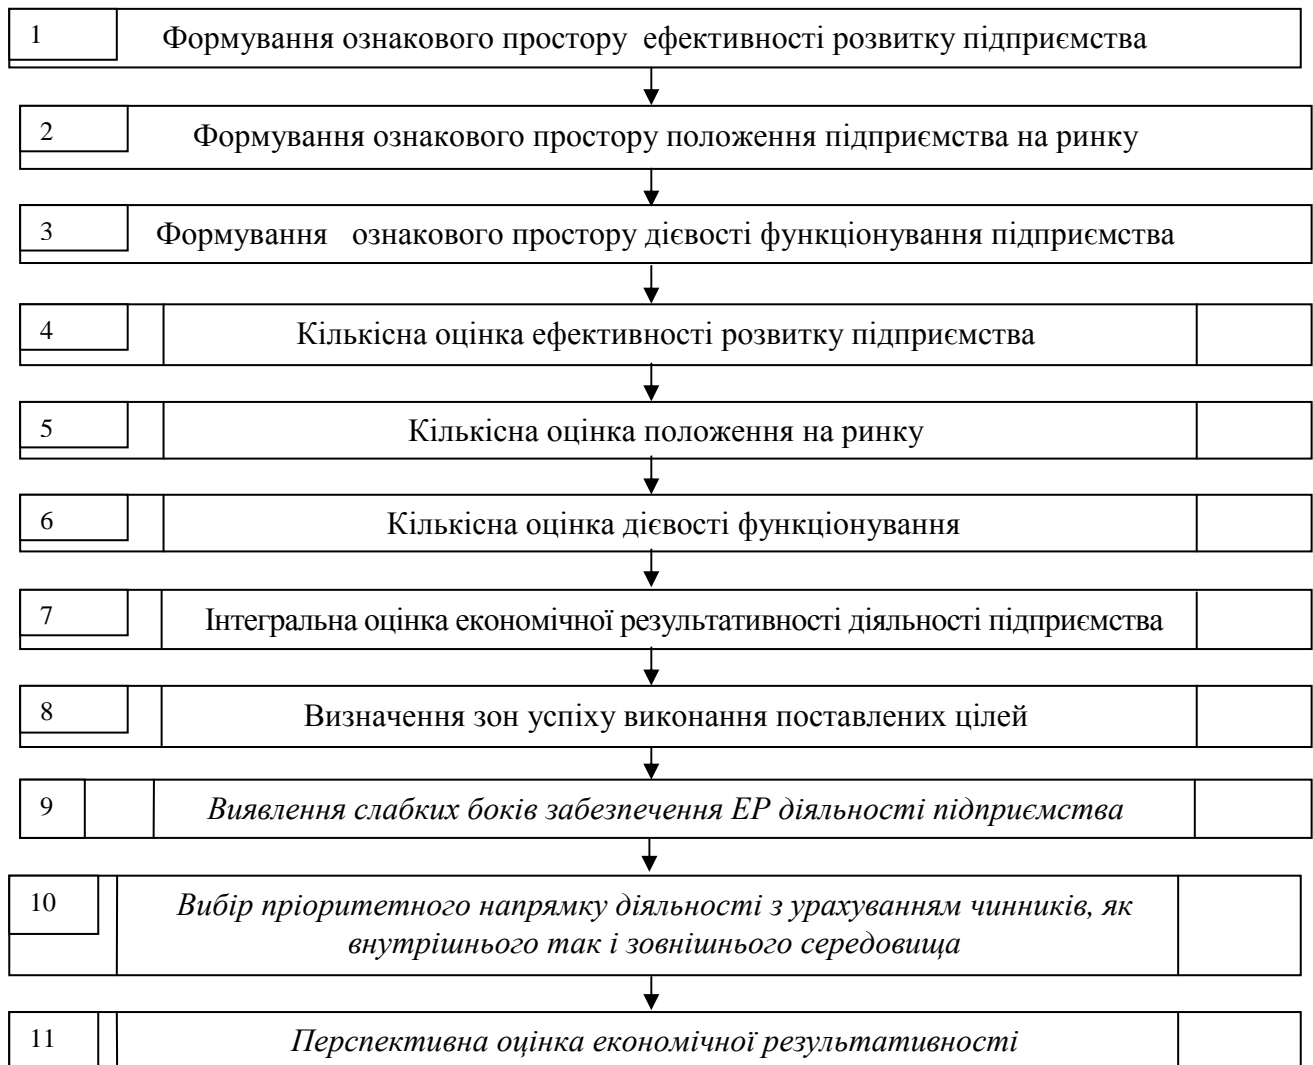 1
Формування ознакового простору ефективності розвитку підприємства
2
Формування ознакового простору положення підприємства на ринку
3
Формування ознакового простору дієвості функціонування підприємства
4
Кількісна оцінка ефективності розвитку підприємства
5
Кількісна оцінка положення на ринку
6
Кількісна оцінка дієвості функціонування
7
Інтегральна оцінка економічної результативності діяльності підприємства
8
Визначення зон успіху виконання поставлених цілей
9
Виявлення слабких боків забезпечення ЕР діяльності підприємства
10
Вибір пріоритетного напрямку діяльності з урахуванням чинників, як
внутрішнього так і зовнішнього середовища
11
Перспективна оцінка економічної результативності